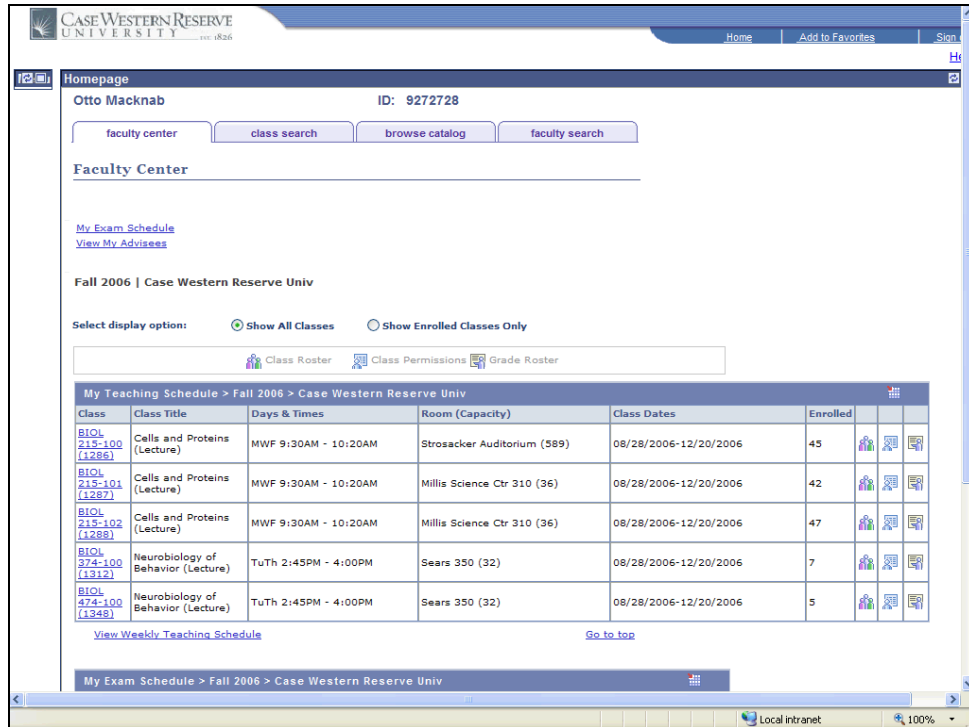 CASE WESTERN RESERVE
UNIVERSITY EST. 1826
Home Add to Favorites Sign
Homepage
Otto Macknab ID: 9272728
faculty center class search browse catalog faculty search
Faculty Center
My Exam Schedule
View My Advisees
Fall 2006 | Case Western Reserve Univ
Select display option: Show All Classes Show Enrolled Classes Only
Class Roster Class Permissions Grade Roster
My Teaching Schedule > Fall 2006 > Case Western Reserve Univ
Class Class Title Days & Times Room (Capacity) Class Dates Enrolled
BIOL
215-100
(1286) Cells and Proteins
(Lecture) MWF 9:30AM - 10:20AM Strosacker Auditorium (589) 08/28/2006-12/20/2006 45
BIOL
215-101
(1287) Cells and Proteins
(Lecture) MWF 9:30AM - 10:20AM Millis Science Ctr 310 (36) 08/28/2006-12/20/2006 42
BIOL
215-102
(1288) Cells and Proteins
(Lecture) MWF 9:30AM - 10:20AM Millis Science Ctr 310 (36) 08/28/2006-12/20/2006 47
BIOL
374-100
(1312) Neurobiology of
Behavior (Lecture) TuTh 2:45PM - 4:00PM Sears 350 (32) 08/28/2006-12/20/2006 7
BIOL
474-100
(1348) Neurobiology of
Behavior (Lecture) TuTh 2:45PM - 4:00PM Sears 350 (32) 08/28/2006-12/20/2006 5
View Weekly Teaching Schedule Go to top
My Exam Schedule > Fall 2006 > Case Western Reserve Univ
Local intranet 100%